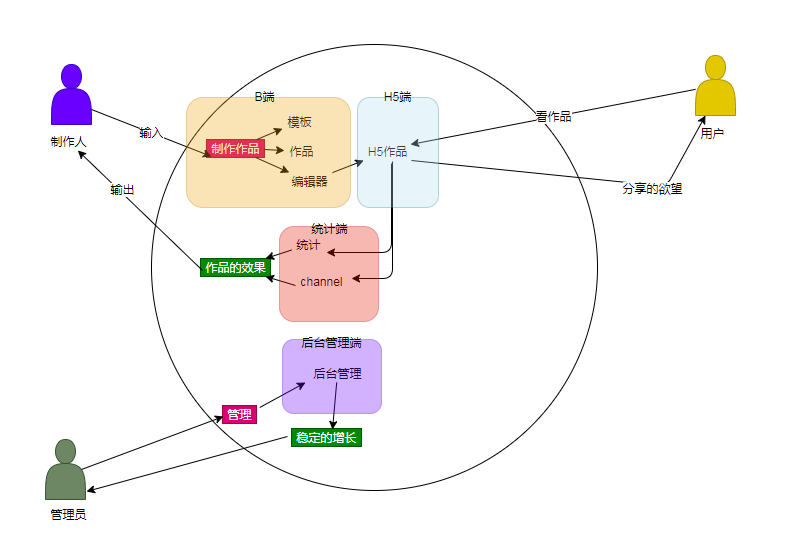 B端
H5端
模板
制作作品
作品
编辑器
H5作品
制作人
输入
看作品
用户
输出
分享的欲望
统计端
统计
作品的效果
channel
后台管理端
后台管理
管理
稳定的增长
管理员